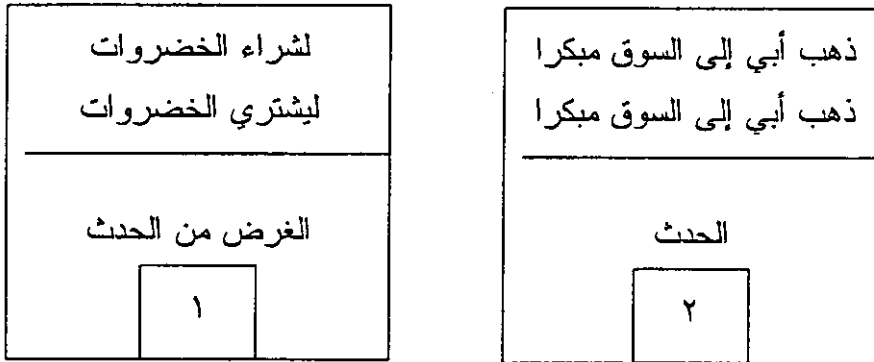 ذهب أبي إلى السوق مبكرا
ذهب أبي إلى السوق مبكرا
الحدث
٢
لشراء الخضروات
ليشتري الخضروات
الغرض من الحدث
١